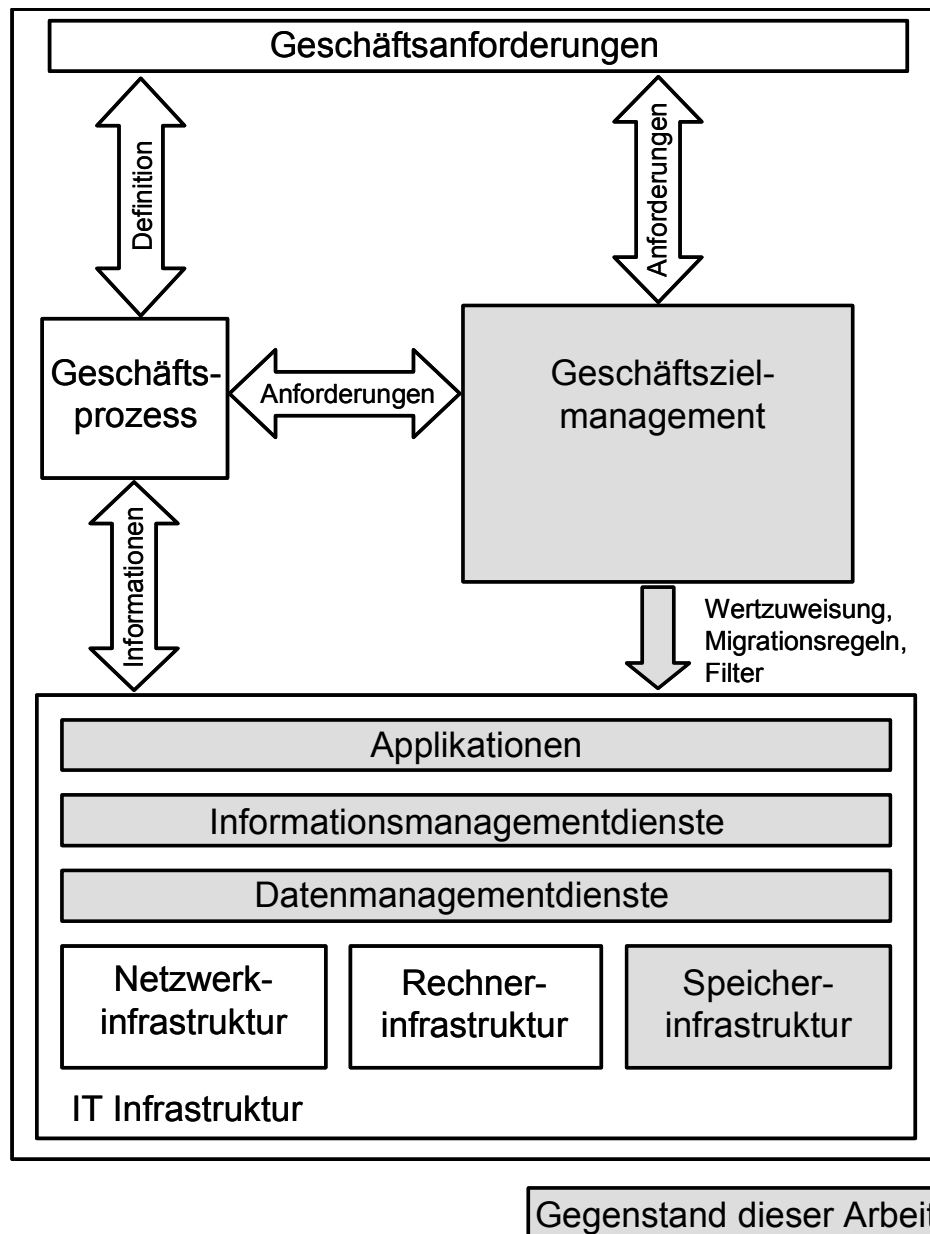 Geschäftsanforderungen
Definition
Anforderungen
Geschäfts-
prozess
Anforderungen
Geschäftsziel-
management
Informationen
Wertzuweisung,
Migrationsregeln,
Filter
Applikationen
Informationsmanagementdienste
Datenmanagementdienste
Netzwerk-
infrastruktur
Rechner-
infrastruktur
Speicher-
infrastruktur
IT Infrastruktur
Gegenstand dieser Arbeit